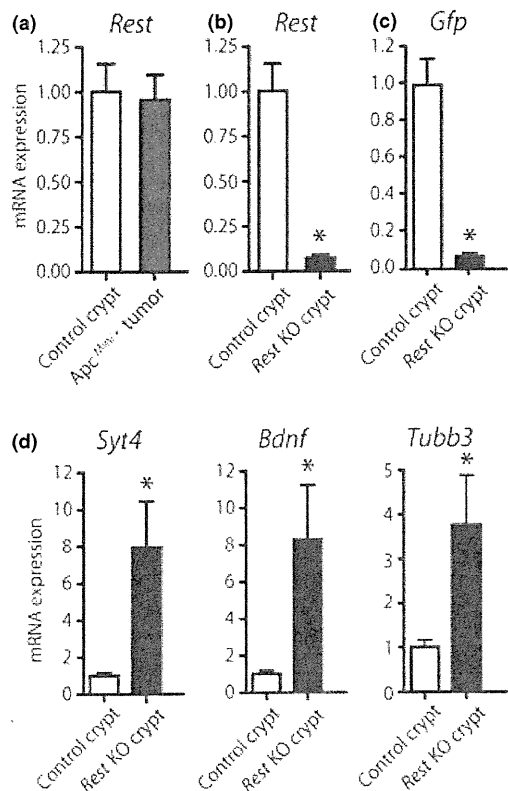 (a) Rest (b) Rest (c) Gfp
mRNA expression
1.25
1.00
0.75
0.50
0.25
0.00
Control crypt
Apc tumor
1.25
1.00
0.75
0.50
0.25
0.00
*
Control crypt
Rest KO crypt
1.2
1.0
0.8
0.6
0.4
0.2
0.0
*
Control crypt
Rest KO crypt
(d) Syt4 Bdnf Tubb3
mRNA expression
12
10
8
6
4
2
0
*
Control crypt
Rest KO crypt
12
10
8
6
4
2
0
*
Control crypt
Rest KO crypt
5
4
3
2
1
0
*
Control crypt
Rest KO crypt